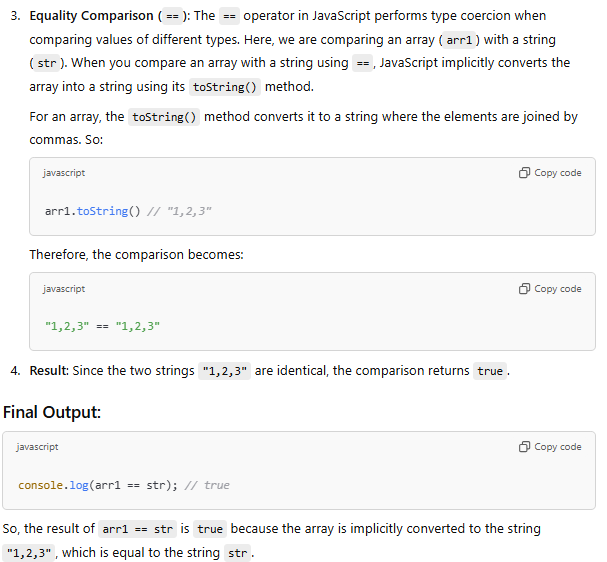 3. Equality Comparison ( == ): The == operator in JavaScript performs type coercion when
comparing values of different types. Here, we are comparing an array ( arr1 ) with a string
( str ). When you compare an array with a string using == , JavaScript implicitly converts the
array into a string using its toString() method.
For an array, the toString() method converts it to a string where the elements are joined by
commas. So:
javascript Copy code
arr1.toString() // "1,2,3"
Therefore, the comparison becomes:
javascript Copy code
"1,2,3" == "1,2,3"
4. Result: Since the two strings "1,2,3" are identical, the comparison returns true .
Final Output:
javascript Copy code
console.log(arr1 == str); // true
So, the result of arr1 == str is true because the array is implicitly converted to the string
"1,2,3" , which is equal to the string str .